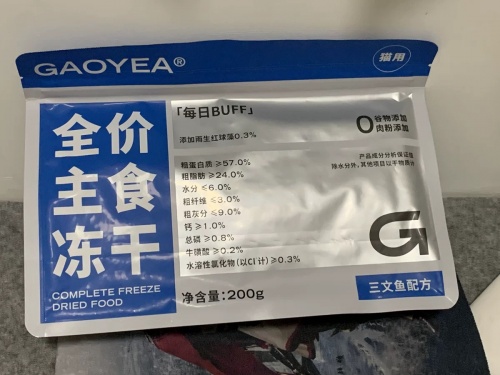 GAOYEA®
猫用
全价
主食
冻干
COMPLETE FREEZE
DRIED FOOD
「每日BUFF」
添加雨生红球藻0.3%
0 谷物添加
肉粉添加
粗蛋白质≥57.0%
粗脂肪≥24.0%
水分≤6.0%
粗纤维≤3.0%
粗灰分≤9.0%
钙≥1.0%
总磷≥0.8%
牛磺酸≥0.2%
水溶性氯化物(以Cl⁻计)≥0.3%
产品成分分析保证值
除水分外,其他项目以干物质计
净含量:200g
三文鱼配方